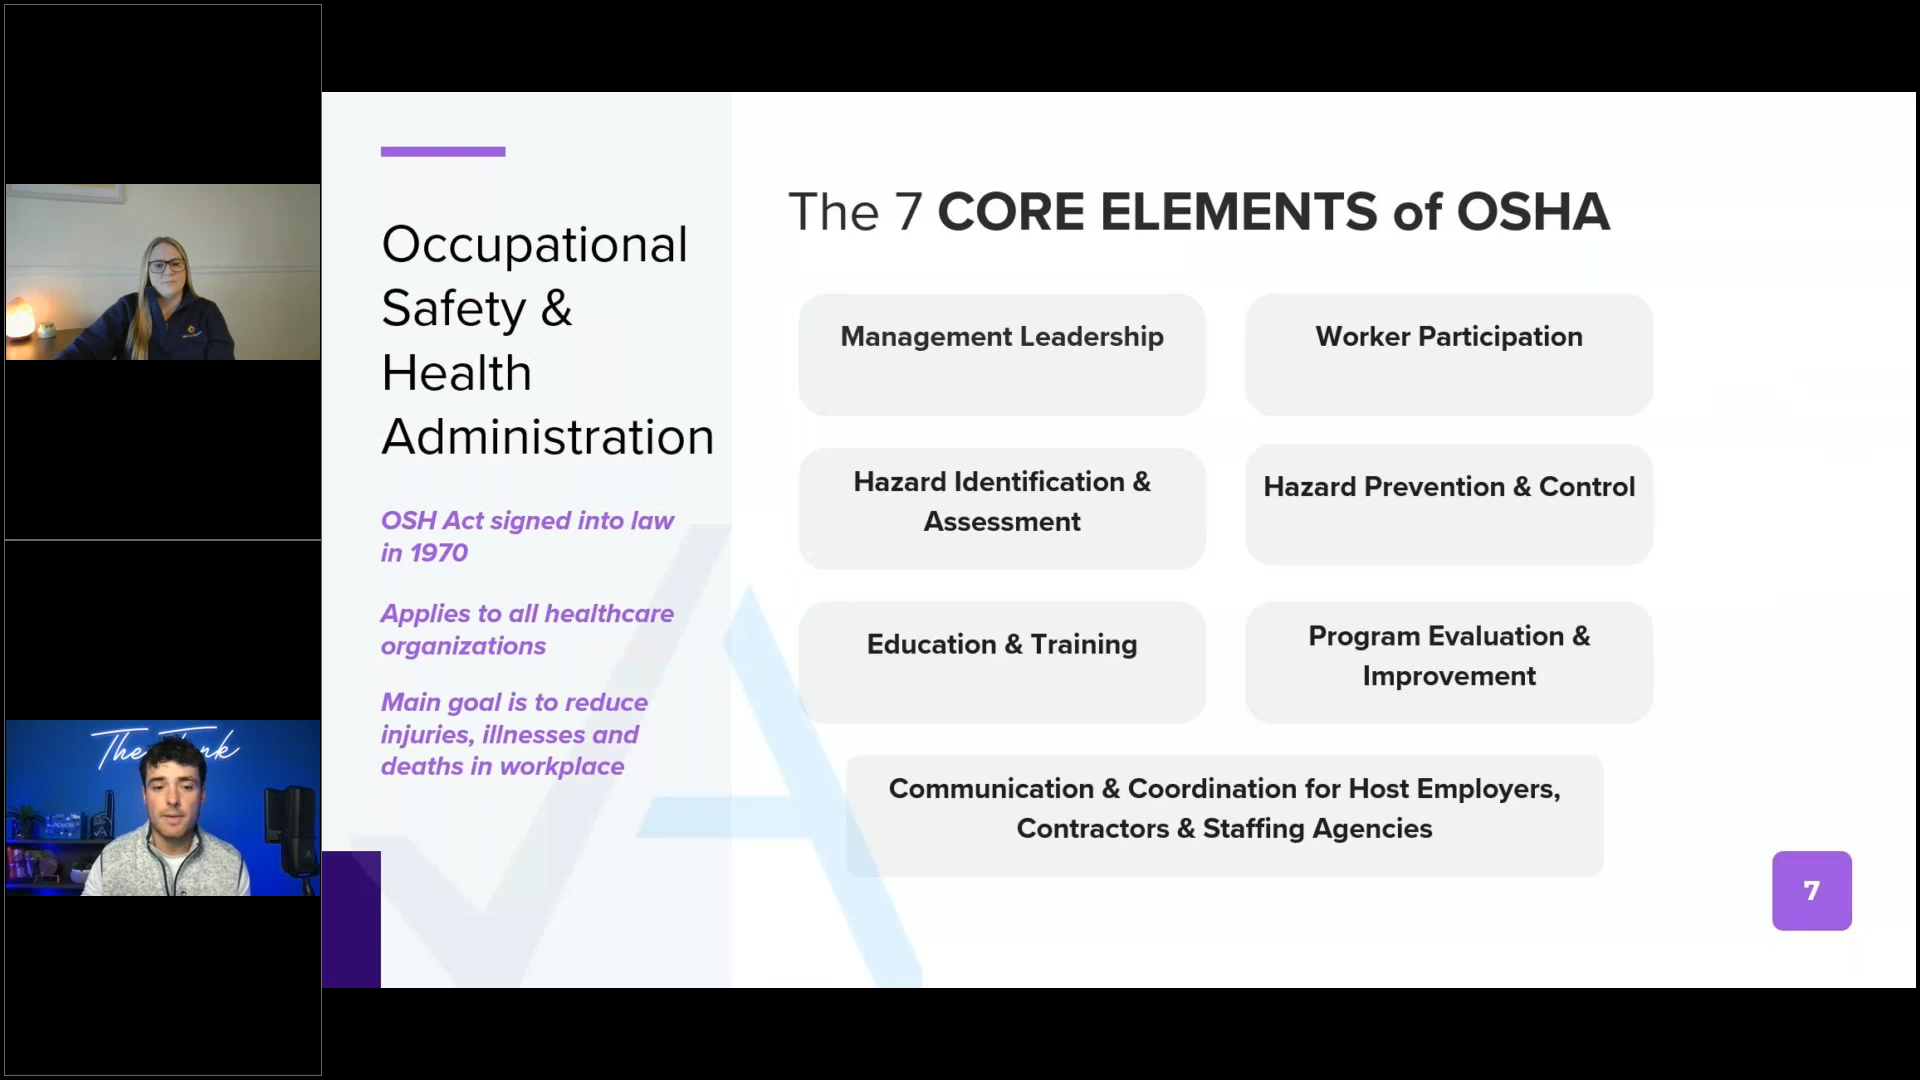 Occupational
Safety &
Health
Administration
OSH Act signed into law
in 1970
Applies to all healthcare
organizations
Main goal is to reduce
injuries, illnesses and
deaths in workplace
The 7 CORE ELEMENTS of OSHA
Management Leadership
Worker Participation
Hazard Identification &
Assessment
Hazard Prevention & Control
Education & Training
Program Evaluation &
Improvement
Communication & Coordination for Host Employers,
Contractors & Staffing Agencies
7
The